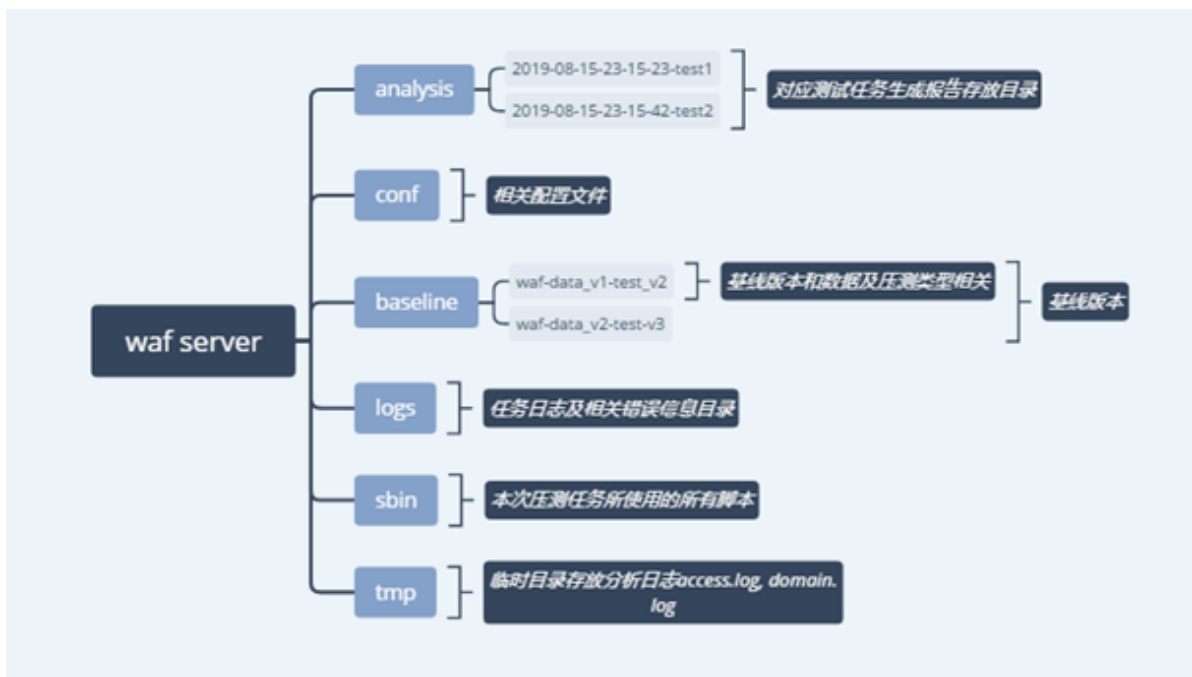 analysis
2019-08-15-23-15-23-test1
2019-08-15-23-15-42-test2
对应测试任务生成报告存放目录
conf
相关配置文件
waf server
baseline
waf-data_v1-test_v2
基线版本和数据及压测类型相关
waf-data_v2-test-v3
基线版本
logs
任务日志及相关错误信息目录
sbin
本次压测任务所使用的所有脚本
tmp
临时目录存放分析日志access.log, domain.
log